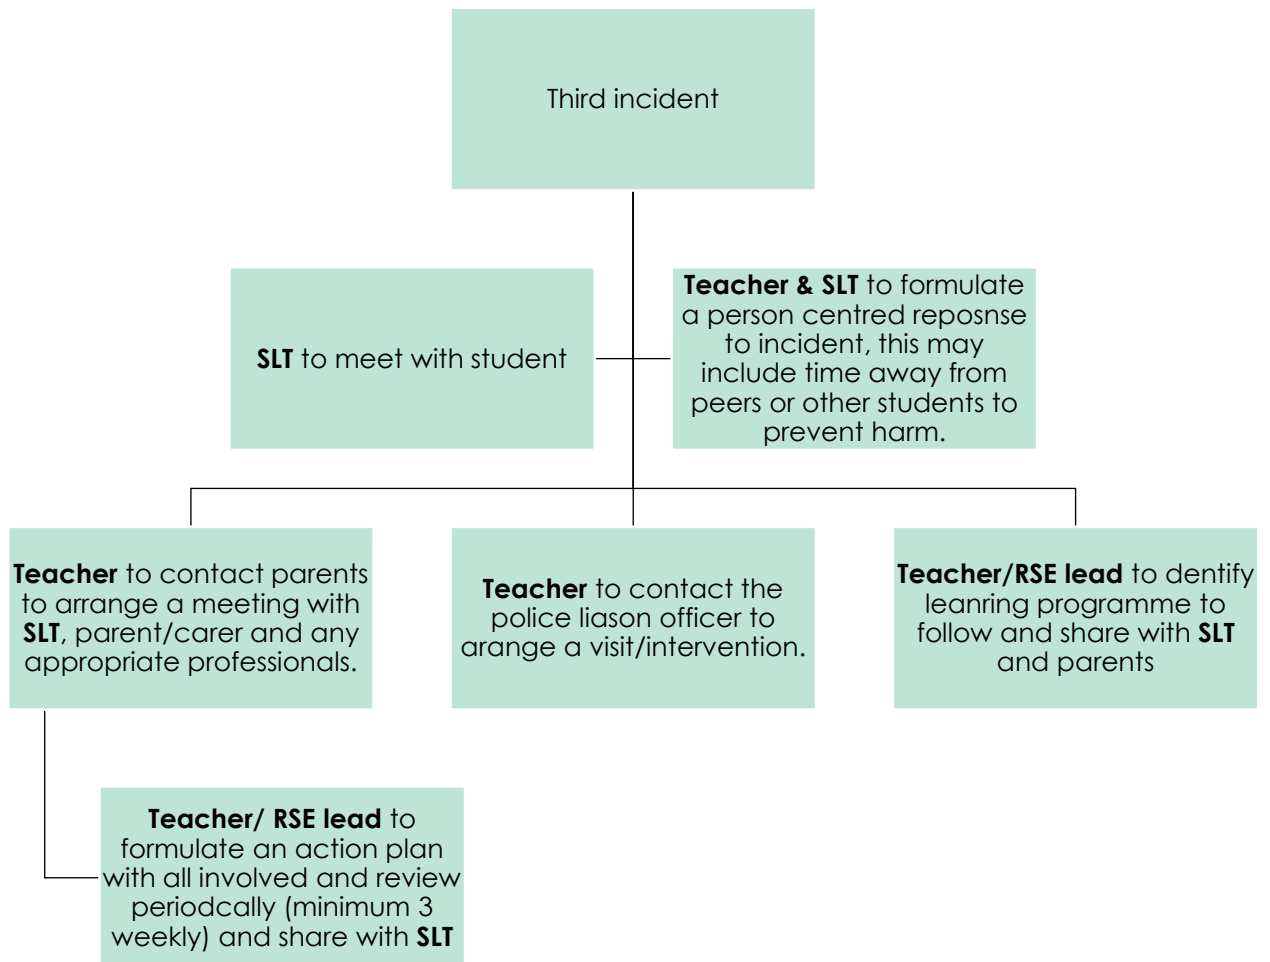 Third incident
SLT to meet with student
Teacher & SLT to formulate
a person centred reposnse
to incident, this may
include time away from
peers or other students to
prevent harm.
Teacher to contact parents
to arrange a meeting with
SLT, parent/carer and any
appropriate professionals.
Teacher to contact the
police liason officer to
arange a visit/intervention.
Teacher/RSE lead to dentify
leanring programme to
follow and share with SLT
and parents
Teacher/ RSE lead to
formulate an action plan
with all involved and review
periodcally (minimum 3
weekly) and share with SLT